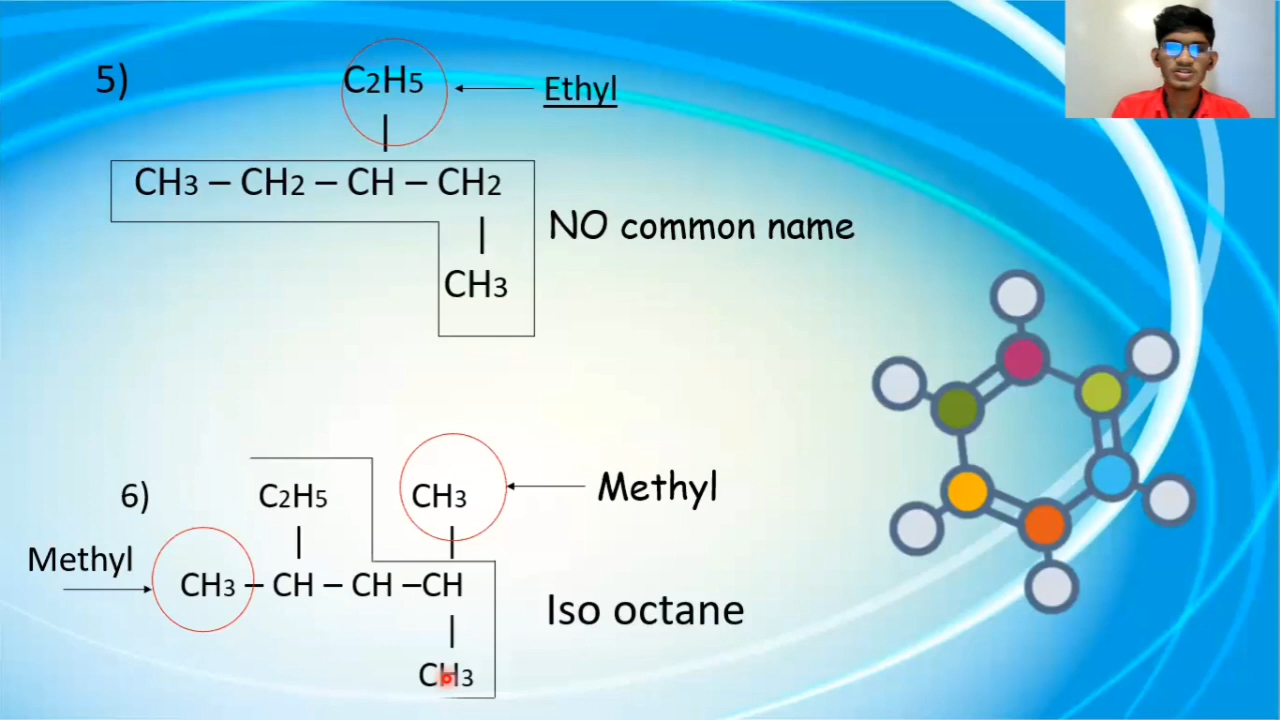 5)
C2H5
Ethyl
CH3 – CH2 – CH – CH2
NO common name
CH3
6)
C2H5
CH3
Methyl
Methyl
CH3 – CH – CH –CH
Iso octane
CH3